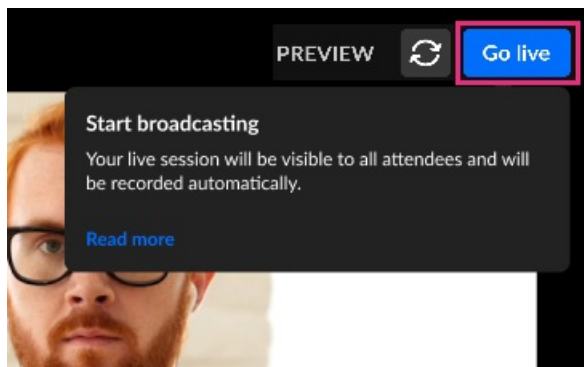 PREVIEW Go live
Start broadcasting
Your live session will be visible to all attendees and will
be recorded automatically.
Read more